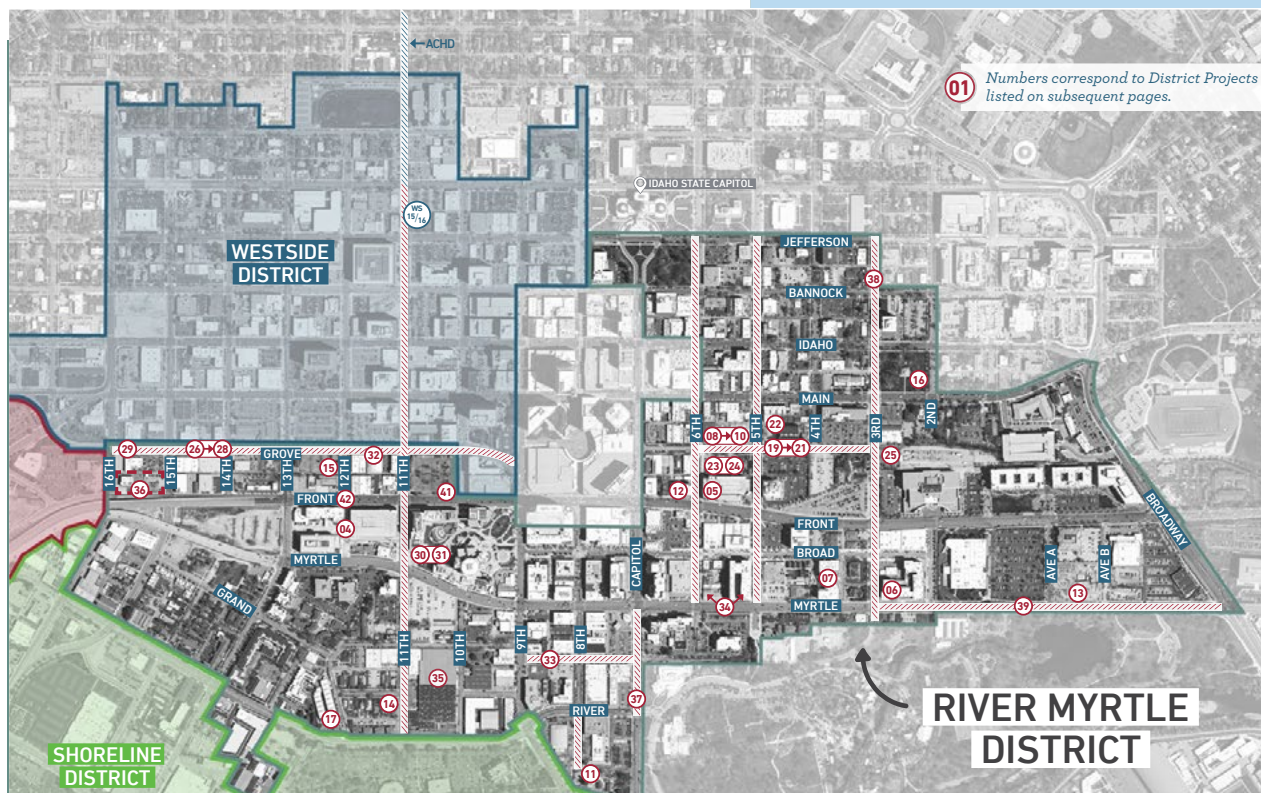 ACHD
01
Numbers correspond to District Projects
listed on subsequent pages.
IDAHO STATE CAPITOL
WS
15/16
WESTSIDE
DISTRICT
JEFFERSON
38
BANNOCK
IDAHO
16
MAIN
2ND
3RD
4TH
5TH
6TH
22
08
10
19
21
29
26
28
GROVE
32
15
23
24
25
16TH
15TH
14TH
13TH
12TH
11TH
36
FRONT
42
41
12
05
04
FRONT
BROADWAY
MYRTLE
30
31
CAPITOL
BROAD
07
AVE A
AVE B
13
06
34
MYRTLE
39
GRAND
11TH
10TH
9TH
8TH
33
35
37
14
17
RIVER
11
RIVER MYRTLE
DISTRICT
SHORELINE
DISTRICT